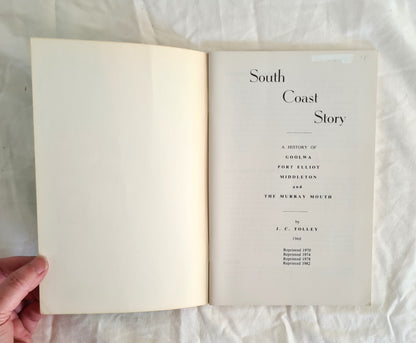 South
Coast
Story
A HISTORY OF
GOOLWA
PORT ELLIOT
MIDDLETON
and
THE MURRAY MOUTH
by
J. C. TOLLEY
1968
Reprinted 1970
Reprinted 1974
Reprinted 1978
Reprinted 1982